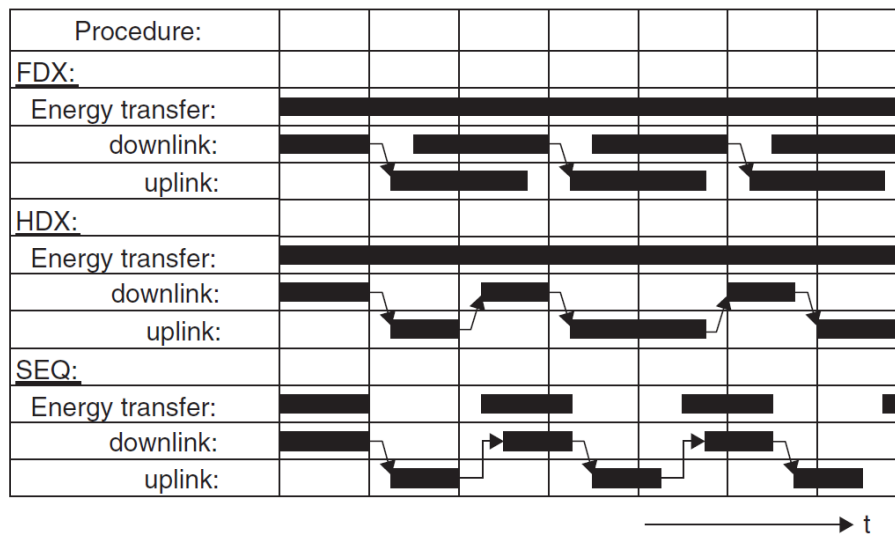 Procedure:
FDX:
Energy transfer:
downlink:
uplink:
HDX:
Energy transfer:
downlink:
uplink:
SEQ:
Energy transfer:
downlink:
uplink:
t